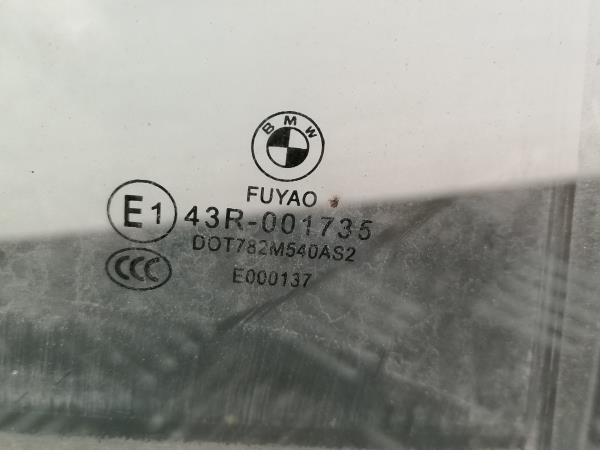 BMW
FUYAO
E1 43R-001735
DOT782M540AS2
CCC E000137